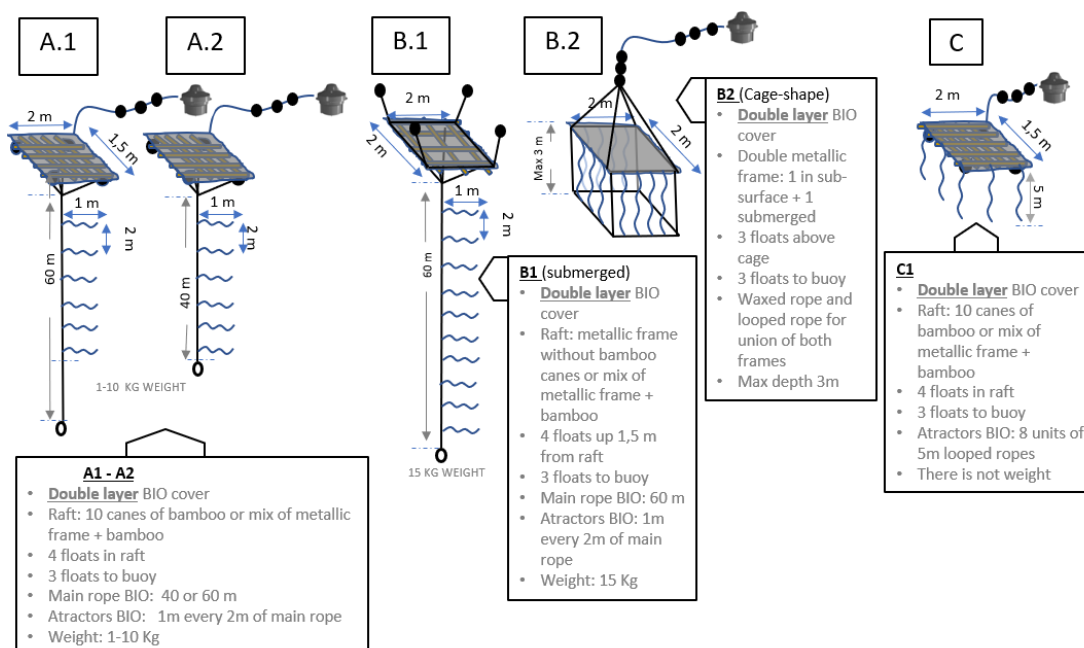 A.1
A.2
B.1
B.2
C
2 m
1,5 m
1 m
2 m
60 m
1 m
2 m
40 m
1-10 KG WEIGHT
2 m
2 m
1 m
2 m
60 m
15 KG WEIGHT
2 m
2 m
Max 3 m
2 m
1,5 m
5 m
A1 - A2
• Double layer BIO cover
• Raft: 10 canes of bamboo or mix of metallic
frame + bamboo
• 4 floats in raft
• 3 floats to buoy
• Main rope BIO: 40 or 60 m
• Atractors BIO: 1m every 2m of main rope
• Weight: 1-10 Kg
B1 (submerged)
• Double layer BIO
cover
• Raft: metallic frame
without bamboo
canes or mix of
metallic frame +
bamboo
• 4 floats up 1,5 m
from raft
• 3 floats to buoy
• Main rope BIO: 60 m
• Atractors BIO: 1m
every 2m of main
rope
• Weight: 15 Kg
B2 (Cage-shape)
• Double layer BIO
cover
• Double metallic
frame: 1 in sub-
surface + 1
submerged
• 3 floats above
cage
• 3 floats to buoy
• Waxed rope and
looped rope for
union of both
frames
• Max depth 3m
C1
• Double layer BIO cover
• Raft: 10 canes of
bamboo or mix of
metallic frame +
bamboo
• 4 floats in raft
• 3 floats to buoy
• Atractors BIO: 8 units of
5m looped ropes
• There is not weight